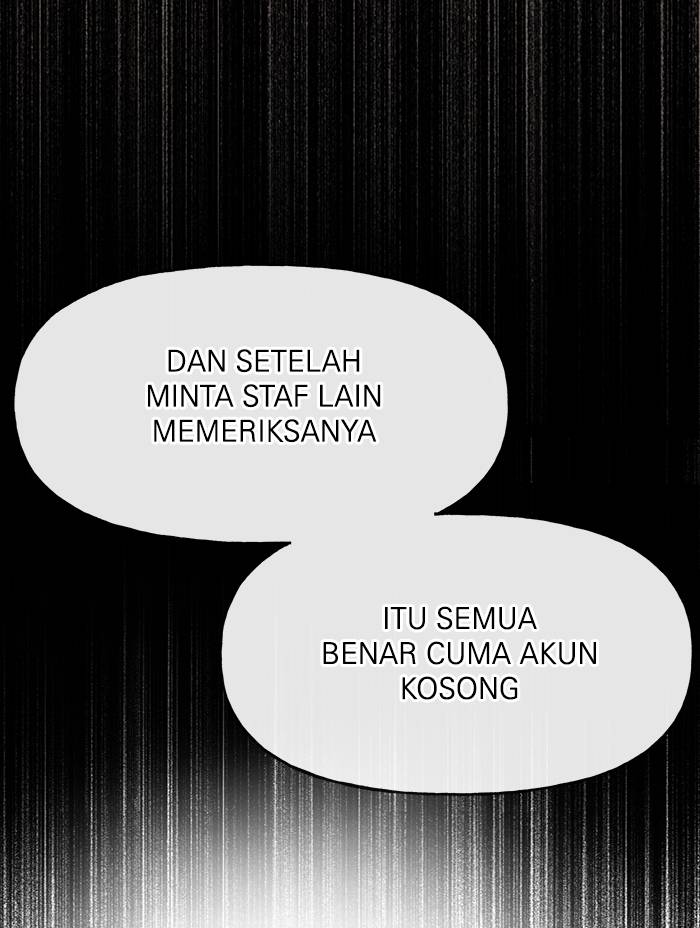 DAN SETELAH
MINTA STAF LAIN
MEMERIKSANYA
ITU SEMUA
BENAR CUMA AKUN
KOSONG